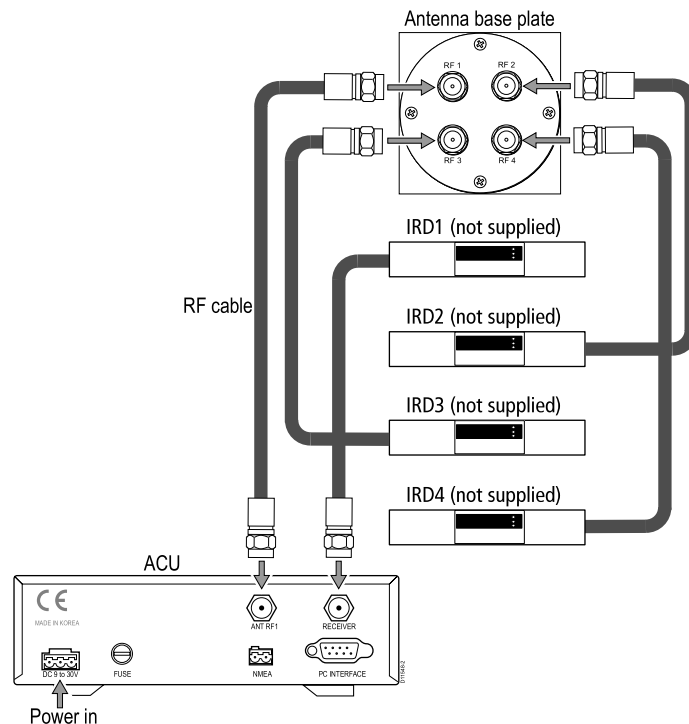 Antenna base plate
RF 1
RF 2
RF 3
RF 4
IRD1 (not supplied)
RF cable
IRD2 (not supplied)
IRD3 (not supplied)
IRD4 (not supplied)
ACU
CE
MADE IN KOREA
ANT RF1
RECEIVER
DC 9 to 30V
FUSE
NMEA
PC INTERFACE
D11648-2
Power in